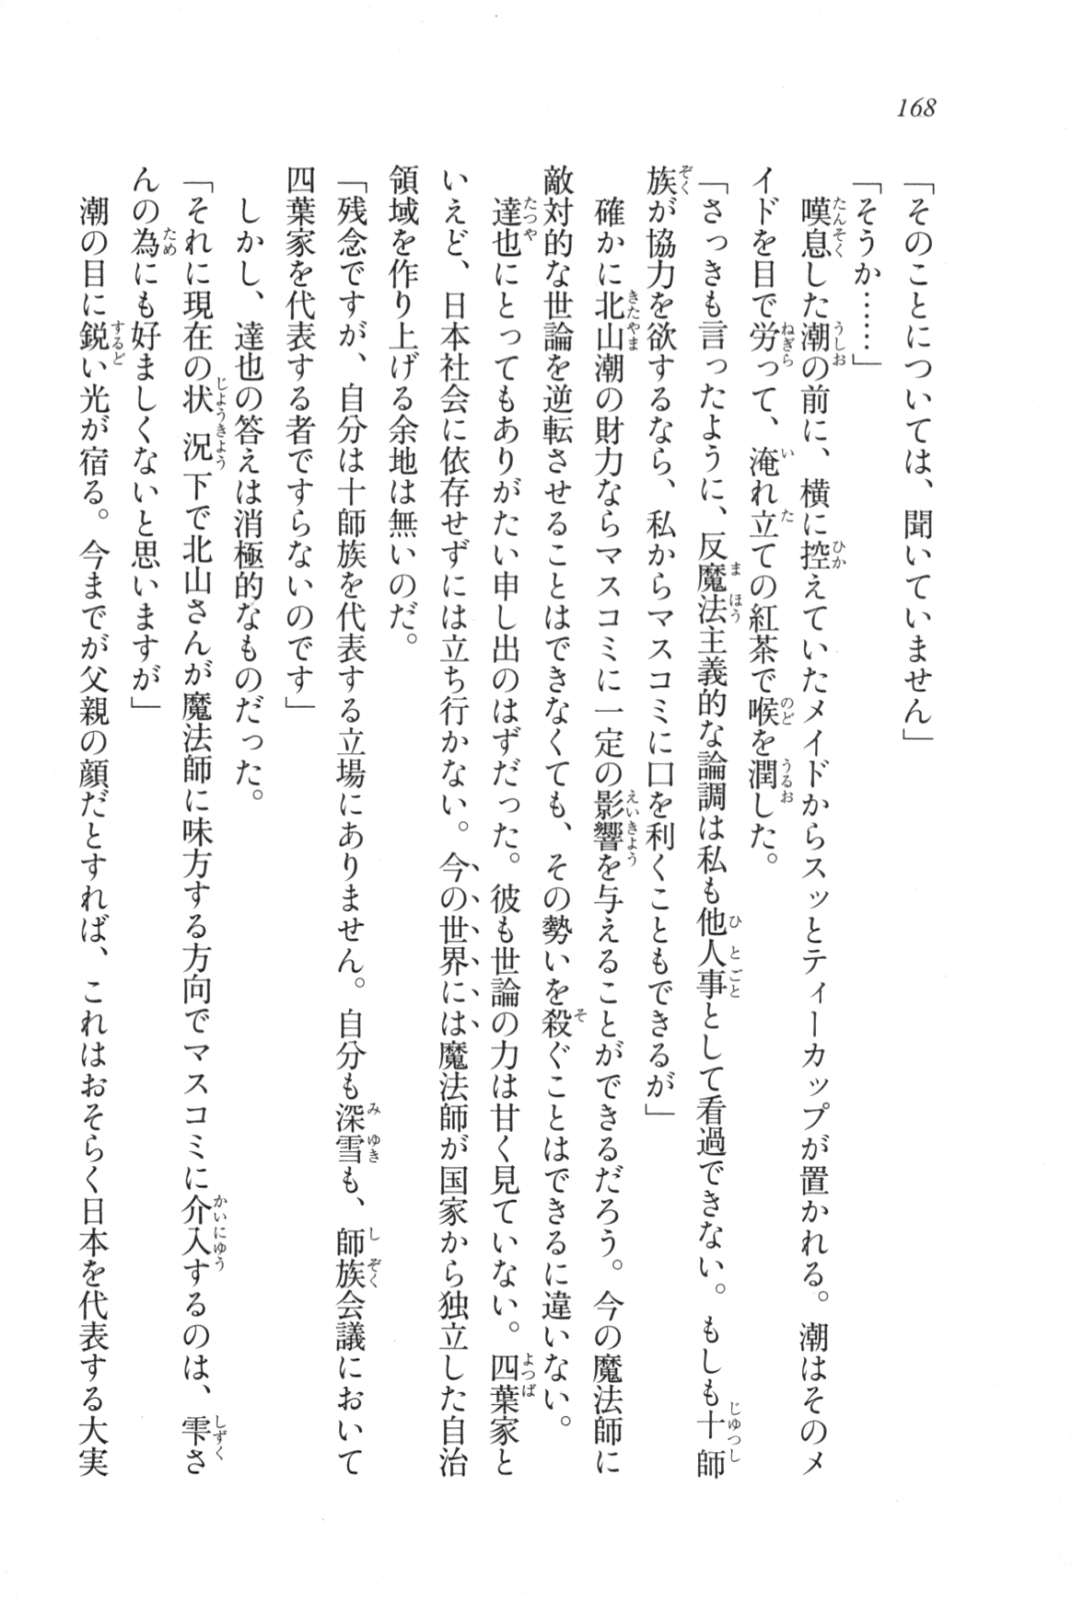 168
「そのことについては、聞いていません」
「そうか……」
嘆息した潮の前に、横に控えていたメイドからスッとティーカップが置かれる。潮はそのメ
イドを目で労って、淹れ立ての紅茶で喉を潤した。
「さっきも言ったように、反魔法主義的な論調は私も他人事として看過できない。もしも十師
族が協力を欲するなら、私からマスコミに口を利くこともできるが」
確かに北山潮の財力ならマスコミに一定の影響を与えることができるだろう。今の魔法師に
敵対的な世論を逆転させることはできなくても、その勢いを殺ぐことはできるに違いない。
達也にとってもありがたい申し出のはずだった。彼も世論の力は甘く見ていない。四葉家と
いえど、日本社会に依存せずには立ち行かない。今の世界には魔法師が国家から独立した自治
領域を作り上げる余地は無いのだ。
「残念ですが、自分は十師族を代表する立場にありません。自分も深雪も、師族会議において
四葉家を代表する者ですらないのです」
しかし、達也の答えは消極的なものだった。
「それに現在の状況下で北山さんが魔法師に味方する方向でマスコミに介入するのは、雫さ
んの為にも好ましくないと思いますが」
潮の目に鋭い光が宿る。今までが父親の顔だとすれば、これはおそらく日本を代表する大実